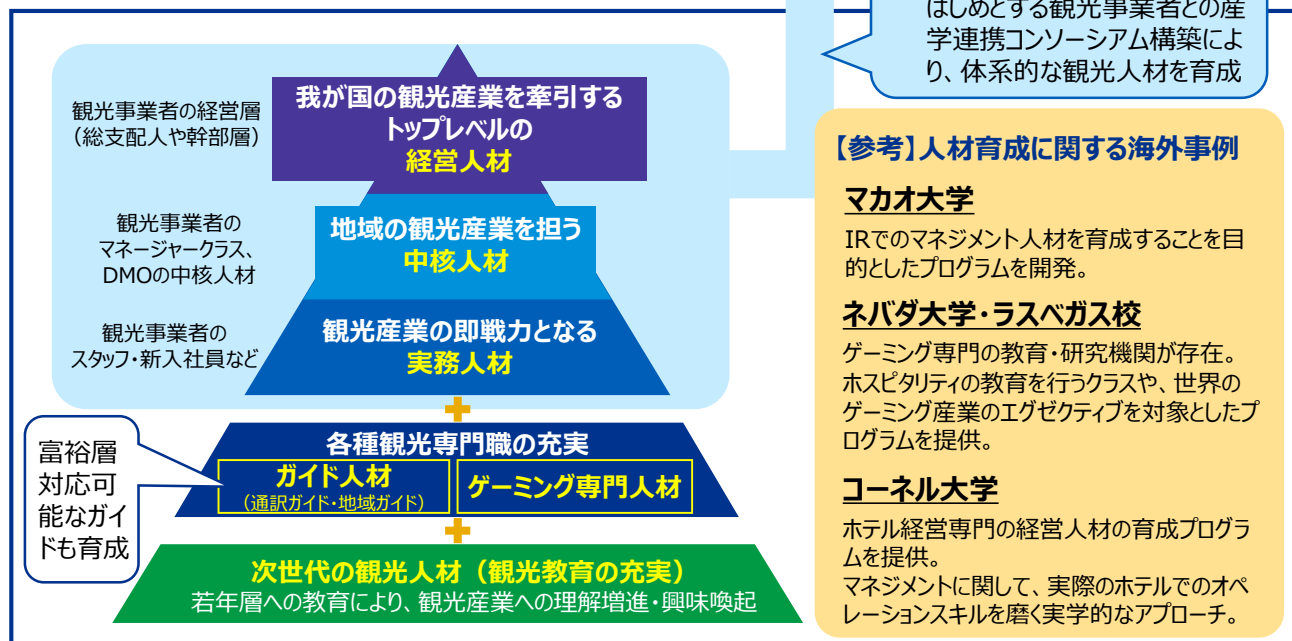 はじめとする観光事業者との産
学連携コンソーシアム構築によ
り、体系的な観光人材を育成
観光事業者の経営層
（総支配人や幹部層）
我が国の観光産業を牽引する
トップレベルの
経営人材
観光事業者の
マネージャークラス、
DMOの中核人材
地域の観光産業を担う
中核人材
観光事業者の
スタッフ・新入社員など
観光産業の即戦力となる
実務人材
富裕層
対応可
能なガイ
ドも育成
各種観光専門職の充実
ガイド人材
（通訳ガイド・地域ガイド）
ゲーミング専門人材
次世代の観光人材（観光教育の充実）
若年層への教育により、観光産業への理解増進・興味喚起
【参考】人材育成に関する海外事例
マカオ大学
IRでのマネジメント人材を育成することを目
的としたプログラムを開発。
ネバダ大学・ラスベガス校
ゲーミング専門の教育・研究機関が存在。
ホスピタリティの教育を行うクラスや、世界の
ゲーミング産業のエグゼクティブを対象としたプ
ログラムを提供。
コーネル大学
ホテル経営専門の経営人材の育成プログラ
ムを提供。
マネジメントに関して、実際のホテルでのオペ
レーションスキルを磨く実学的なアプローチ。